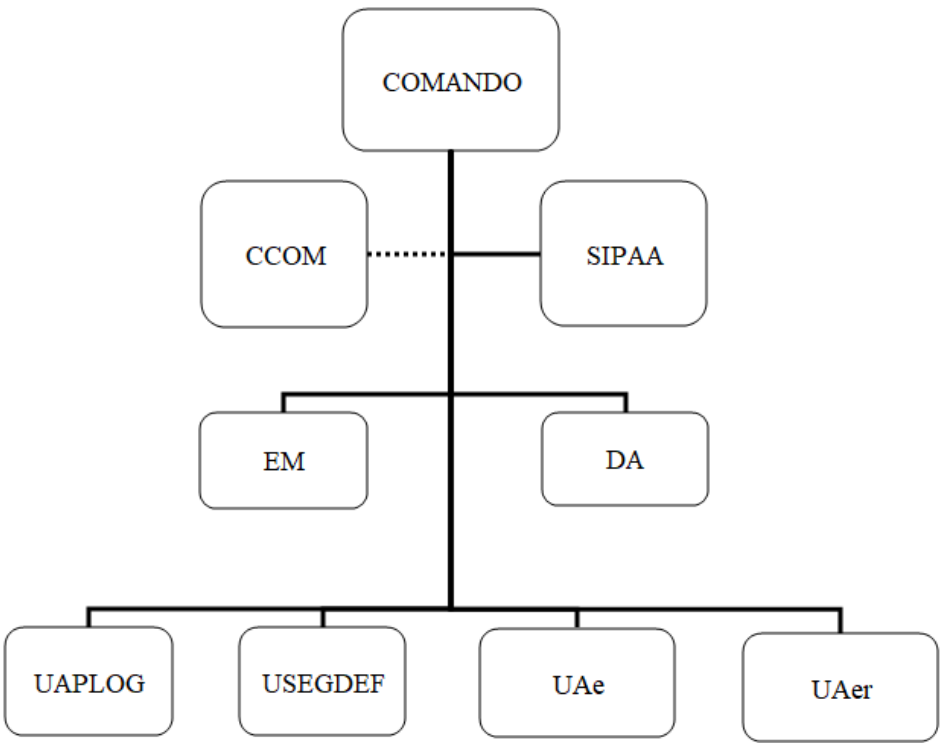 COMANDO
CCOM
SIPAA
EM
DA
UAPLOG
USEGDEF
UAe
UAer